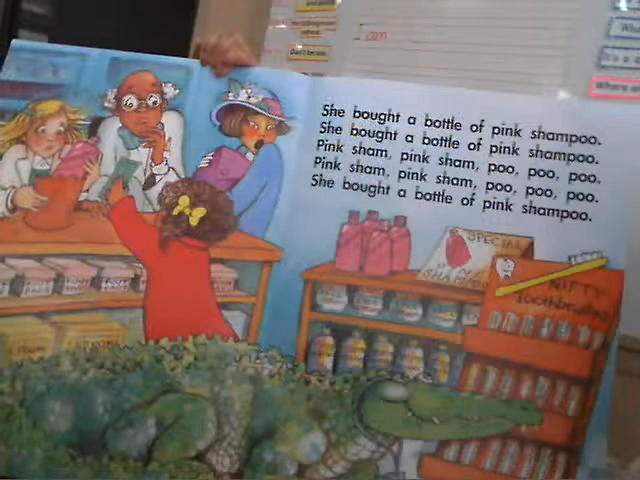 I am
She bought a bottle of pink shampoo.
She bought a bottle of pink shampoo.
Pink sham, pink sham, poo, poo, poo.
Pink sham, pink sham, poo, poo, poo.
She bought a bottle of pink shampoo.
SPECIAL
NIFTY
Toothbrushes